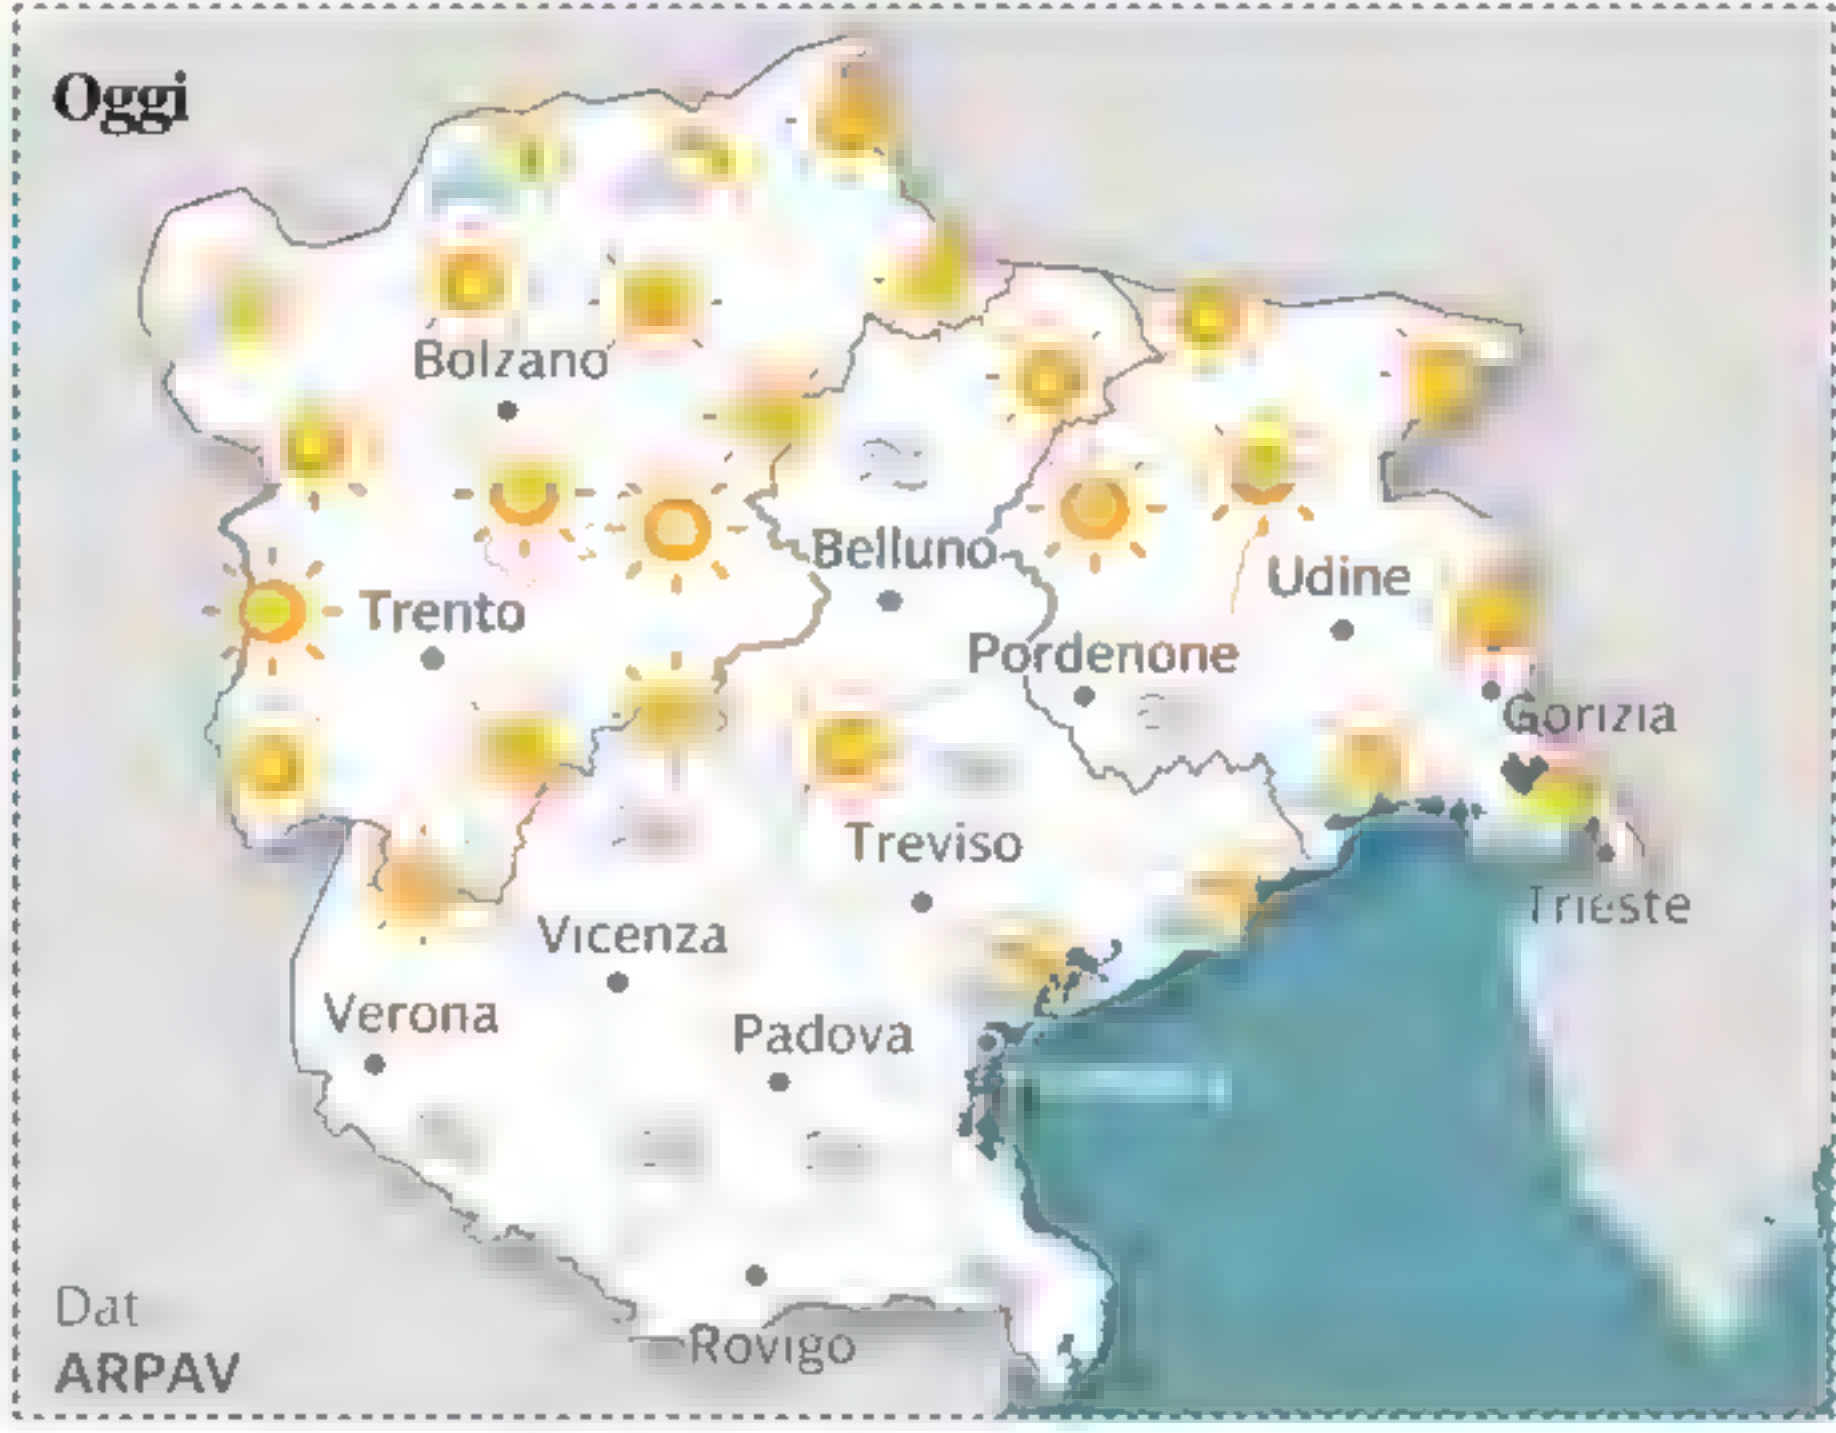 Oggi
Bolzano
Belluno
Udine
Trento
Pordenone
Gorizia
Treviso
Trieste
Vicenza
Verona
Padova
Rovigo
Dat
ARPAV